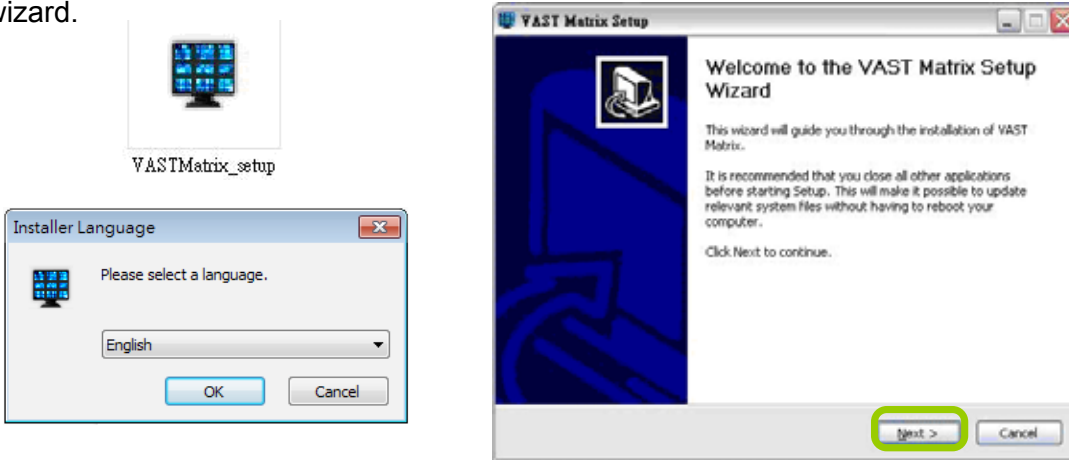 wizard.
VASTMatrix_setup
Installer Language
Please select a language.
English
OK Cancel
VAST Matrix Setup
Welcome to the VAST Matrix Setup
Wizard
This wizard will guide you through the installation of VAST
Matrix.
It is recommended that you close all other applications
before starting Setup. This will make it possible to update
relevant system files without having to reboot your
computer.
Click Next to continue.
Next > Cancel